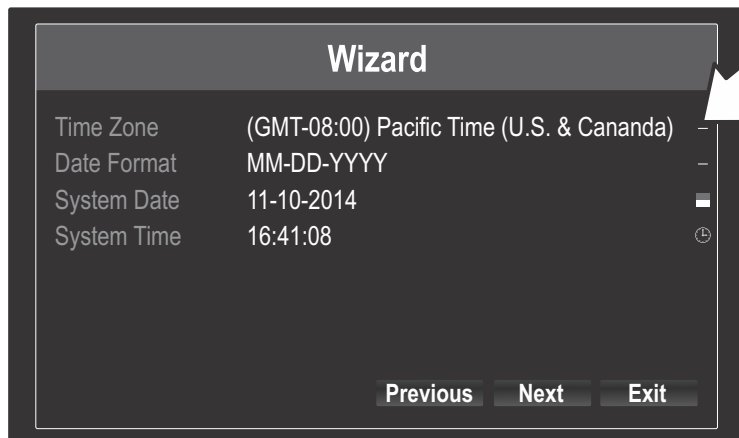 Wizard
Time Zone (GMT-08:00) Pacific Time (U.S. & Cananda)
Date Format MM-DD-YYYY
System Date 11-10-2014
System Time 16:41:08
Previous Next Exit